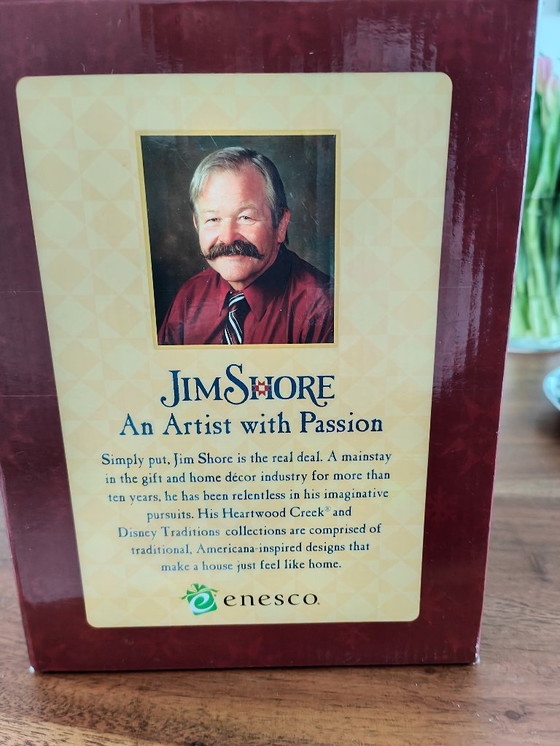 JIM SHORE
An Artist with Passion
Simply put, Jim Shore is the real deal. A mainstay
in the gift and home décor industry for more than
ten years, he has been relentless in his imaginative
pursuits. His Heartwood Creek® and
Disney Traditions collections are comprised of
traditional, Americana-inspired designs that
make a house just feel like home.
enesco.